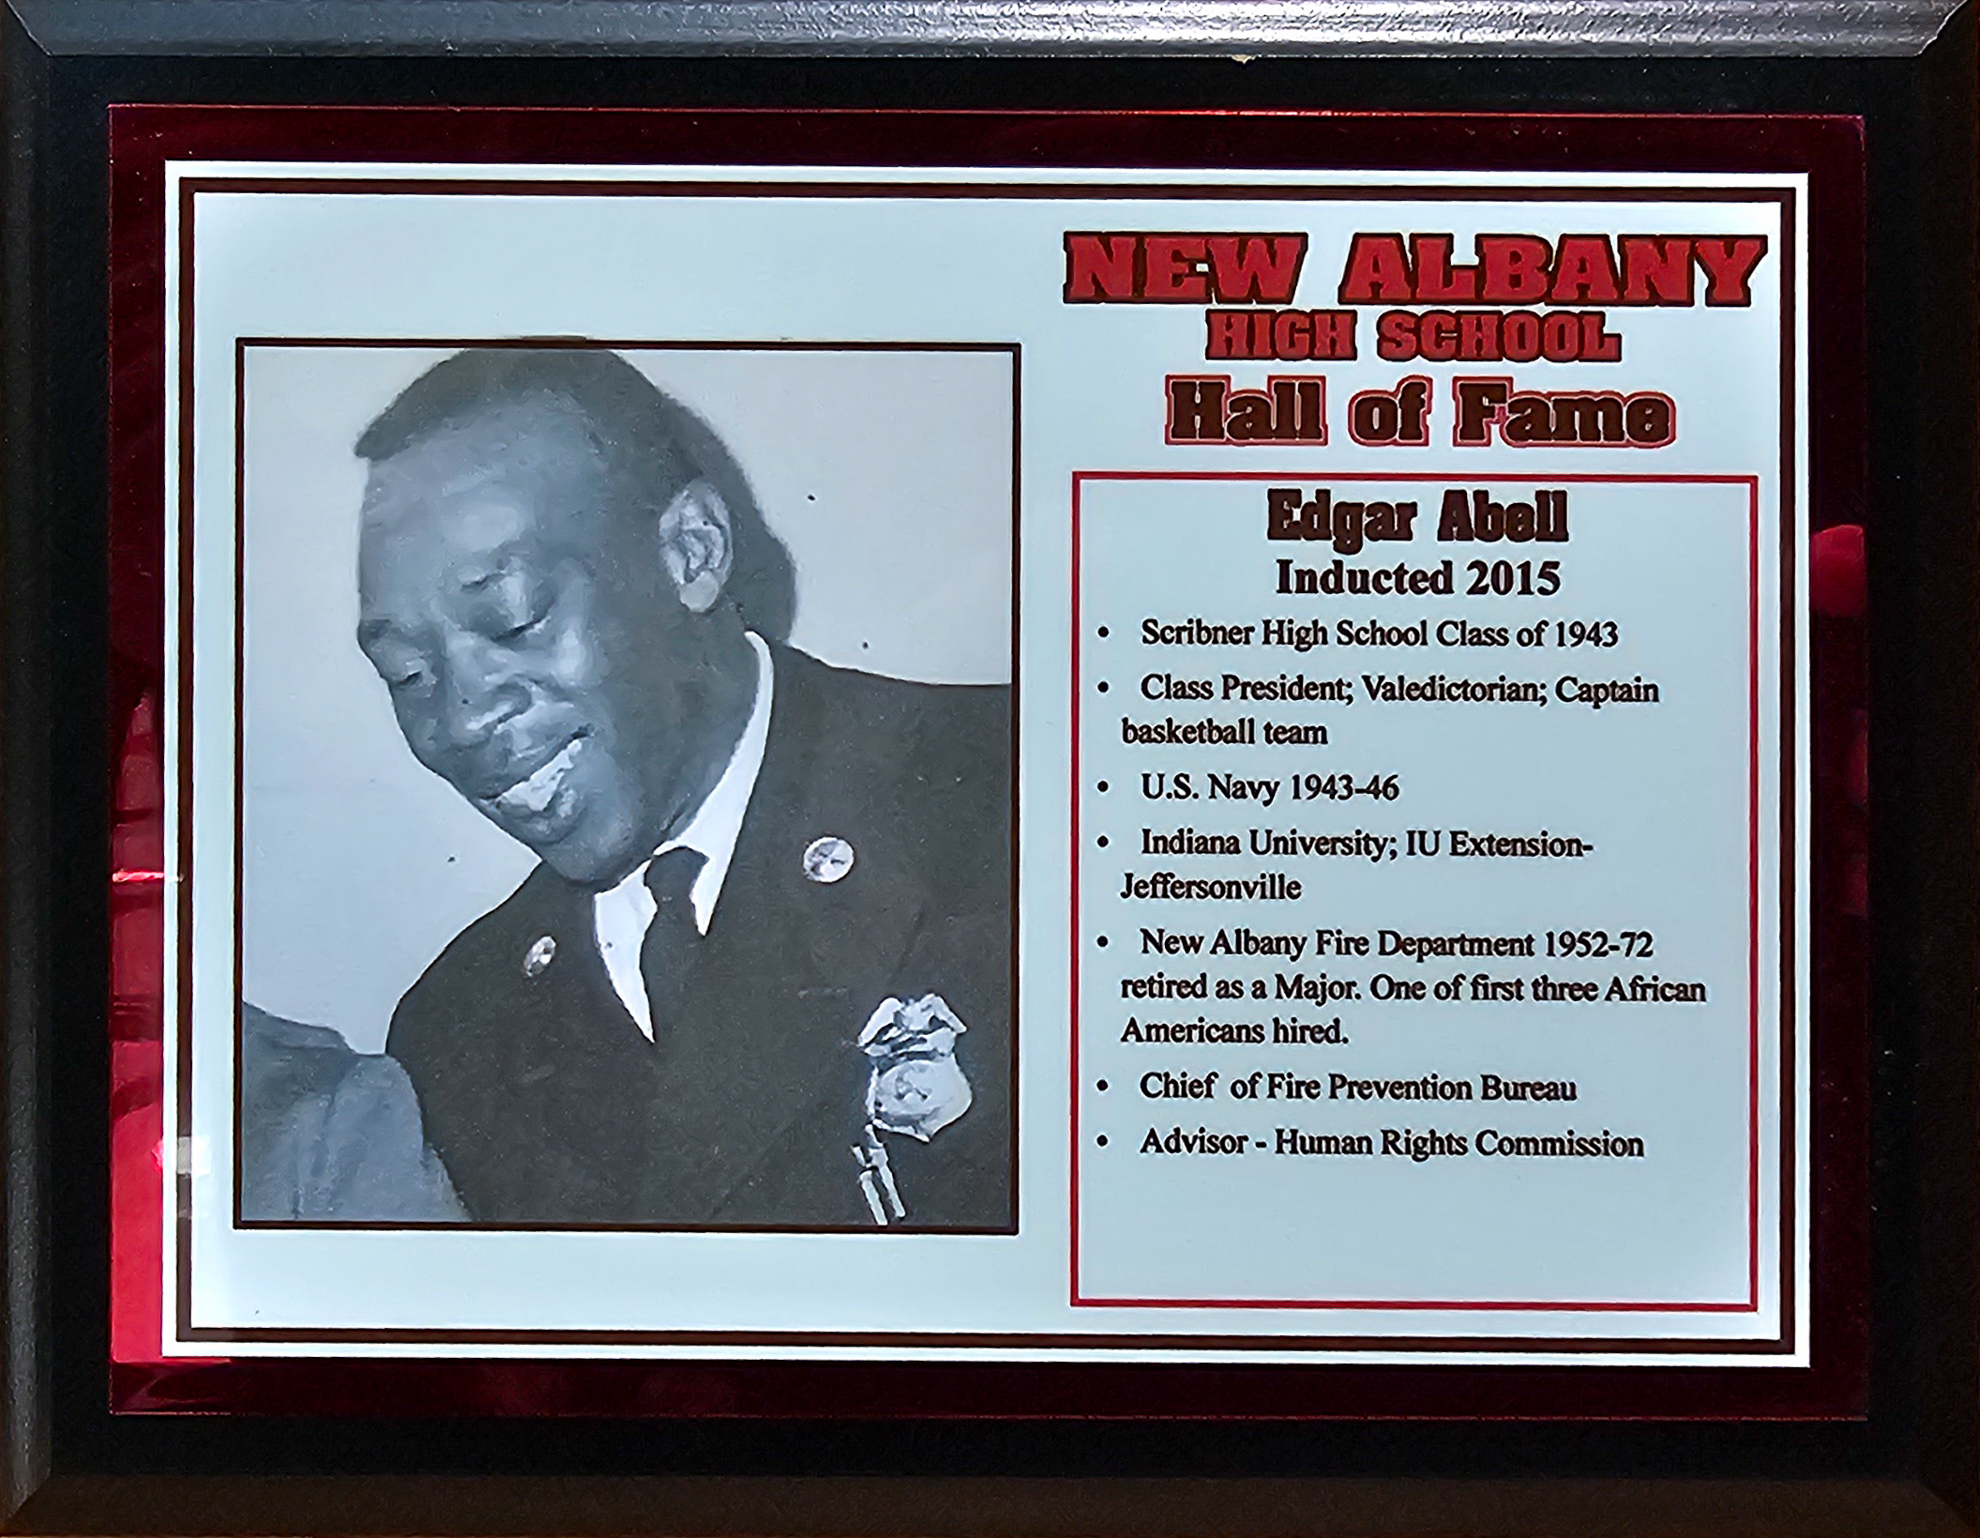 NEW ALBANY
HIGH SCHOOL
Hall of Fame
Edgar Abell
Inducted 2015
• Scribner High School Class of 1943
• Class President; Valedictorian; Captain
basketball team
• U.S. Navy 1943-46
• Indiana University; IU Extension-
Jeffersonville
• New Albany Fire Department 1952-72
retired as a Major. One of first three African
Americans hired.
• Chief of Fire Prevention Bureau
• Advisor - Human Rights Commission